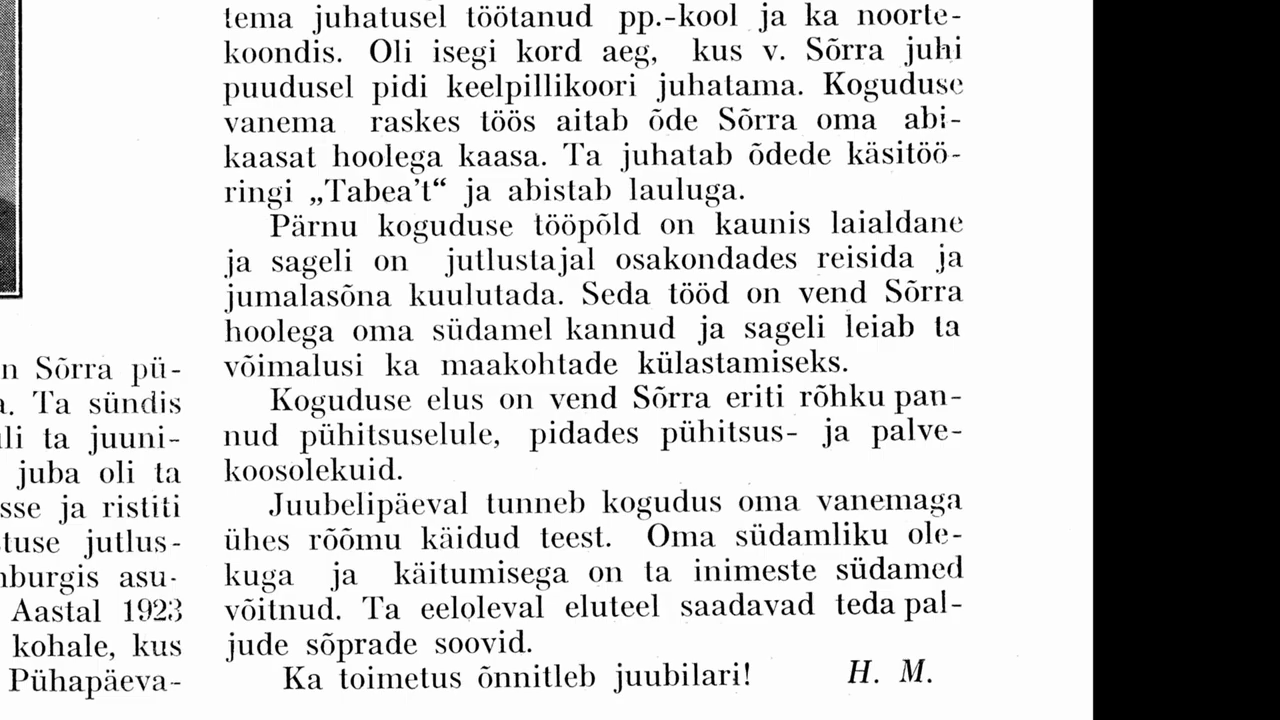 n Sõrra pü-
a. Ta sündis
li ta juuni-
juba oli ta
sse ja ristiti
tuse jutlus-
burgis asu-
Aastal 1923
kohale, kus
Pühapäeva-
tema juhatusel töötanud pp.-kool ja ka noorte-
koondis. Oli isegi kord aeg, kus v. Sõrra juhi
puudusel pidi keelpillikoori juhatama. Koguduse
vanema raskes töös aitab õde Sõrra oma abi-
kaasat hoolega kaasa. Ta juhatab õdede käsitöö-
ringi „Tabea't“ ja abistab lauluga.
Pärnu koguduse tööpõld on kaunis laialdane
ja sageli on jutlustajal osakondades reisida ja
jumalasõna kuulutada. Seda tööd on vend Sõrra
hoolega oma südamel kannud ja sageli leiab ta
võimalusi ka maakohtade külastamiseks.
Koguduse elus on vend Sõrra eriti rõhku pan-
nud pühitsuselule, pidades pühitsus- ja palve-
koosolekuid.
Juubelipäeval tunneb kogudus oma vanemaga
ühes rõõmu käidud teest. Oma südamliku ole-
kuga ja käitumisega on ta inimeste südamed
võitnud. Ta eeloleval eluteel saadavad teda pal-
jude sõprade soovid.
Ka toimetus õnnitleb juubilari! H. M.